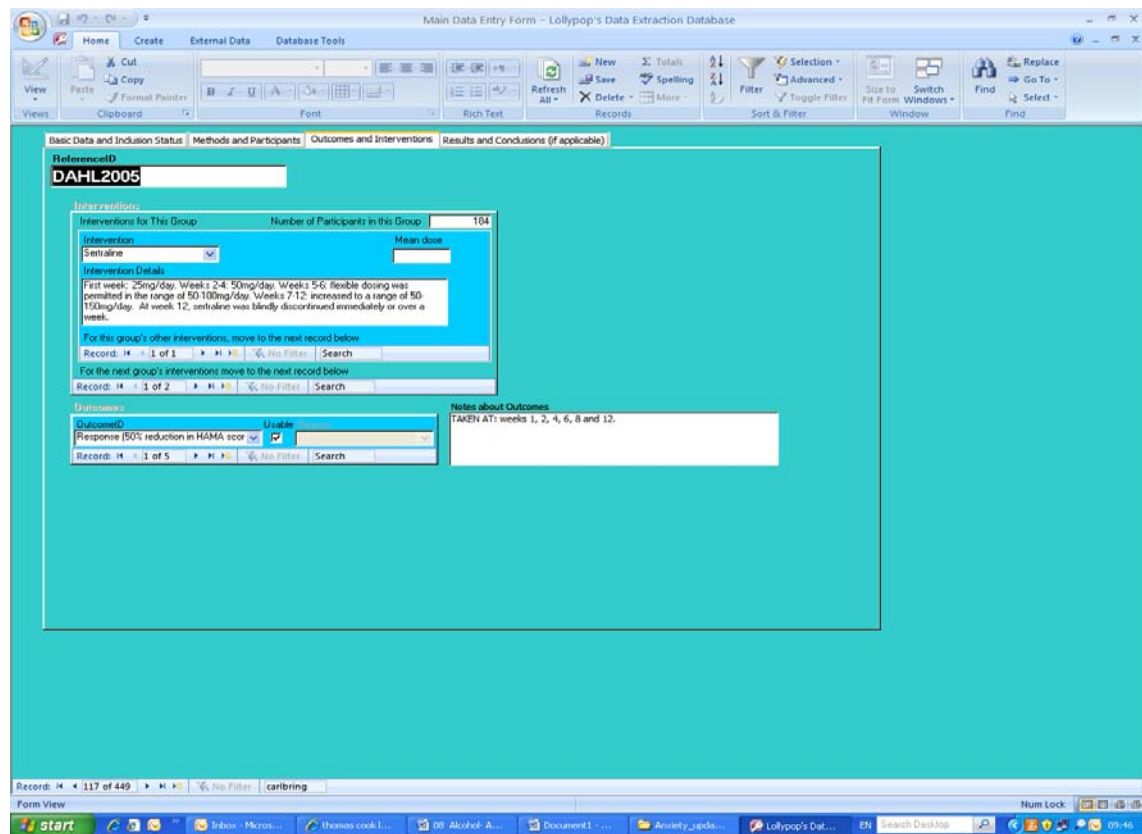 Main Data Entry Form - Lollypop's Data Extraction Database
Home Create External Data Database Tools
View
Views
Paste
Cut
Copy
Format Painter
Clipboard
B I U A
Font
Rich Text
Refresh All
New
Save
Delete
Totals
Spelling
More
Records
Filter
Selection
Advanced
Toggle Filter
Sort & Filter
Size to Fit Form
Switch Windows
Window
Find
Replace
Go To
Select
Find
Basic Data and Inclusion Status Methods and Participants Outcomes and Interventions Results and Conclusions (if applicable)
ReferenceID
DAHL2005
Interventions
Interventions for This Group Number of Participants in this Group 184
Intervention Mean dose
Sertraline
Intervention Details
First week: 25mg/day. Weeks 2-4: 50mg/day. Weeks 5-6: flexible dosing was
permitted in the range of 50-100mg/day. Weeks 7-12: increased to a range of 50-
150mg/day. At week 12, sertraline was blindly discontinued immediately or over a
week.
For this group's other interventions, move to the next record below
Record: 1 of 1 No Filter Search
For the next group's interventions move to the next record below
Record: 1 of 2 No Filter Search
Outcomes
OutcomeID Usable
Response (50% reduction in HAMA scor
Record: 1 of 5 No Filter Search
Notes about Outcomes
TAKEN AT: weeks 1, 2, 4, 6, 8 and 12.
Record: 117 of 449 No Filter carlbring
Form View Num Lock
start Inbox - Micros... thomas cook l... 08 Alcohol- A... Document1 - ... Anxiety_upda... Lollypop's Dat... EN Search Desktop 09:46